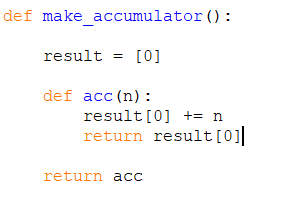 def make_accumulator():
    result = [0]
    def acc(n):
        result[0] += n
        return result[0]
    return acc